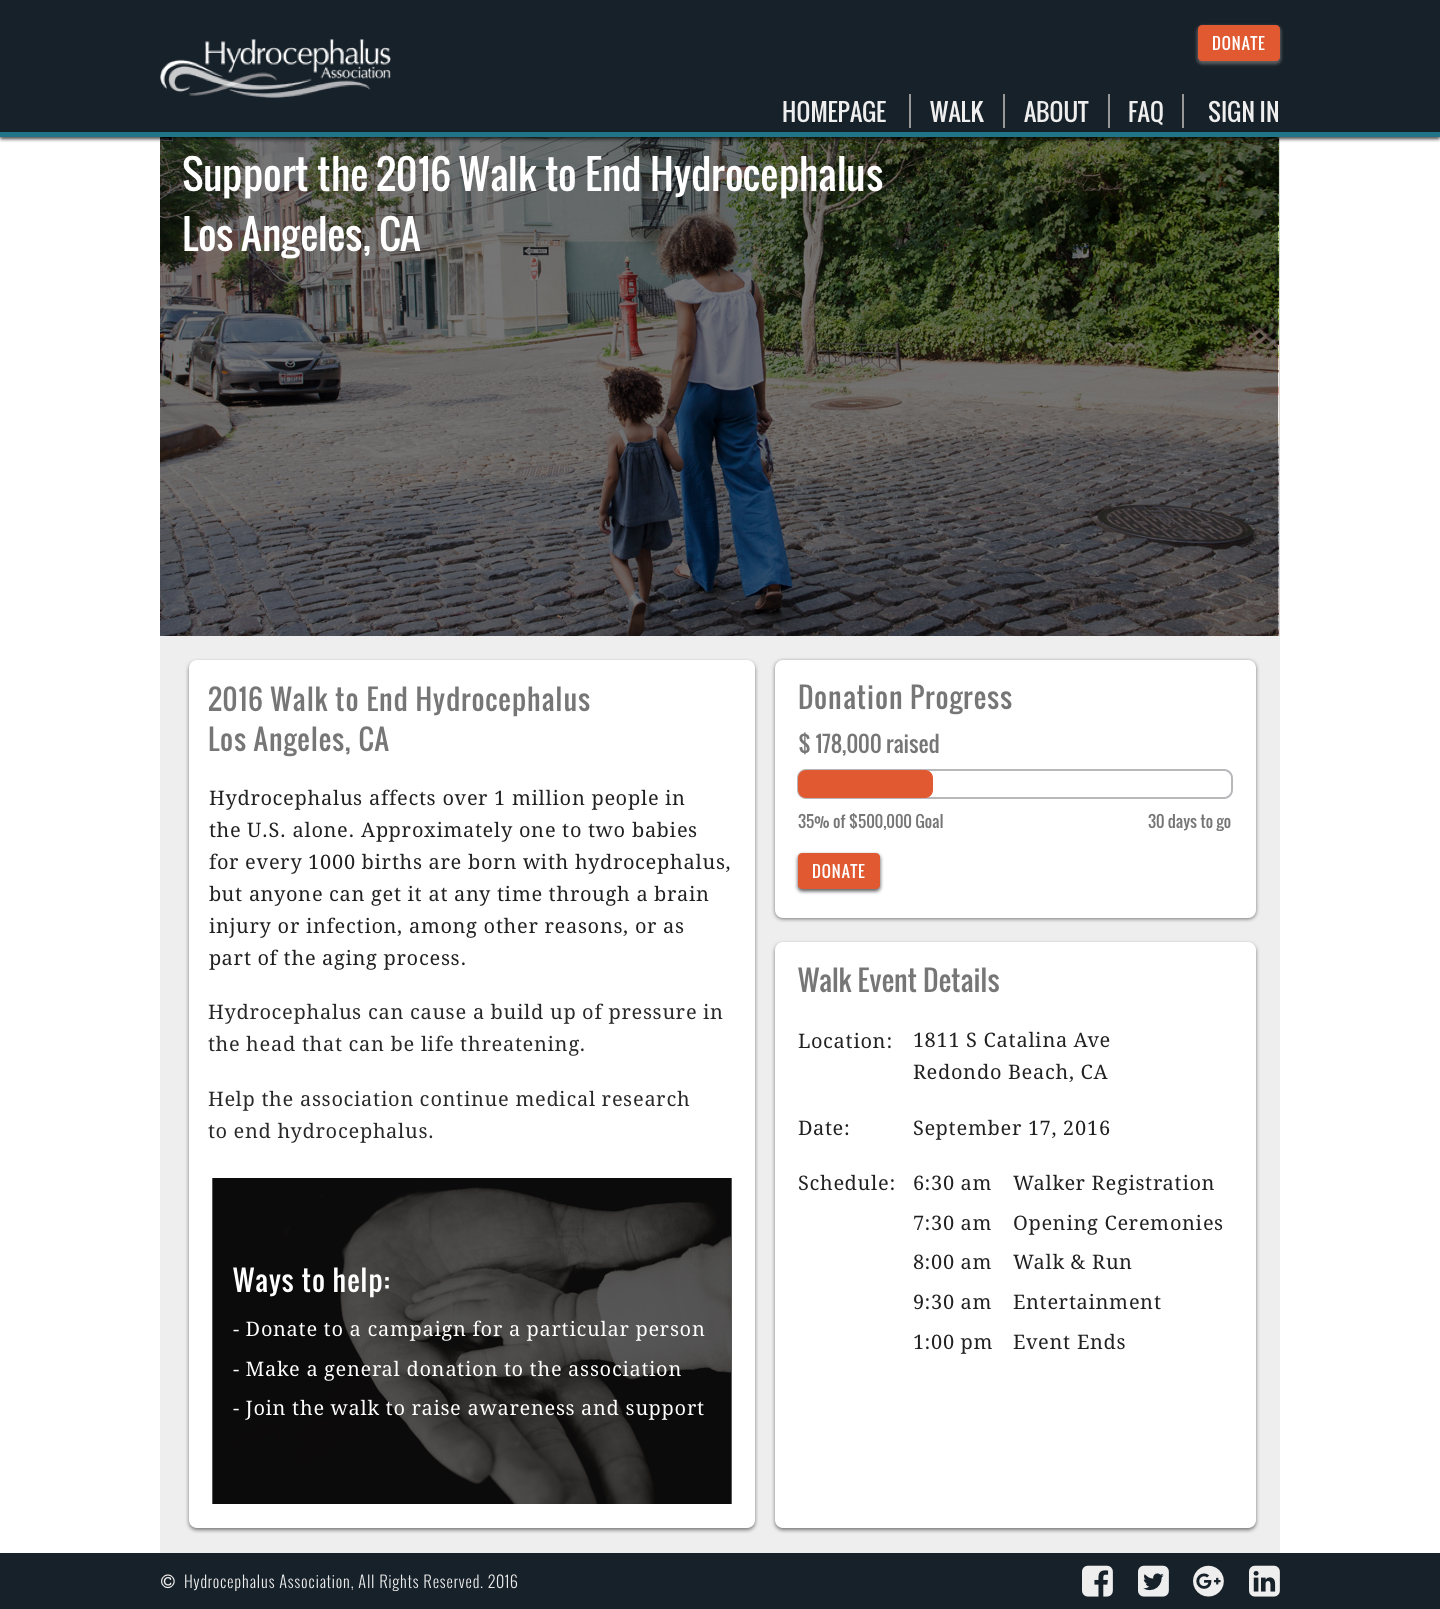 Hydrocephalus
Association
DONATE
HOMEPAGE
WALK
ABOUT
FAQ
SIGN IN
Support the 2016 Walk to End Hydrocephalus
Los Angeles, CA
2016 Walk to End Hydrocephalus
Los Angeles, CA
Hydrocephalus affects over 1 million people in
the U.S. alone. Approximately one to two babies
for every 1000 births are born with hydrocephalus,
but anyone can get it at any time through a brain
injury or infection, among other reasons, or as
part of the aging process.
Hydrocephalus can cause a build up of pressure in
the head that can be life threatening.
Help the association continue medical research
to end hydrocephalus.
Ways to help:
- Donate to a campaign for a particular person
- Make a general donation to the association
- Join the walk to raise awareness and support
Donation Progress
$ 178,000 raised
35% of $500,000 Goal
30 days to go
DONATE
Walk Event Details
Location: 1811 S Catalina Ave
Redondo Beach, CA
Date: September 17, 2016
Schedule: 6:30 am Walker Registration
7:30 am Opening Ceremonies
8:00 am Walk & Run
9:30 am Entertainment
1:00 pm Event Ends
© Hydrocephalus Association, All Rights Reserved. 2016